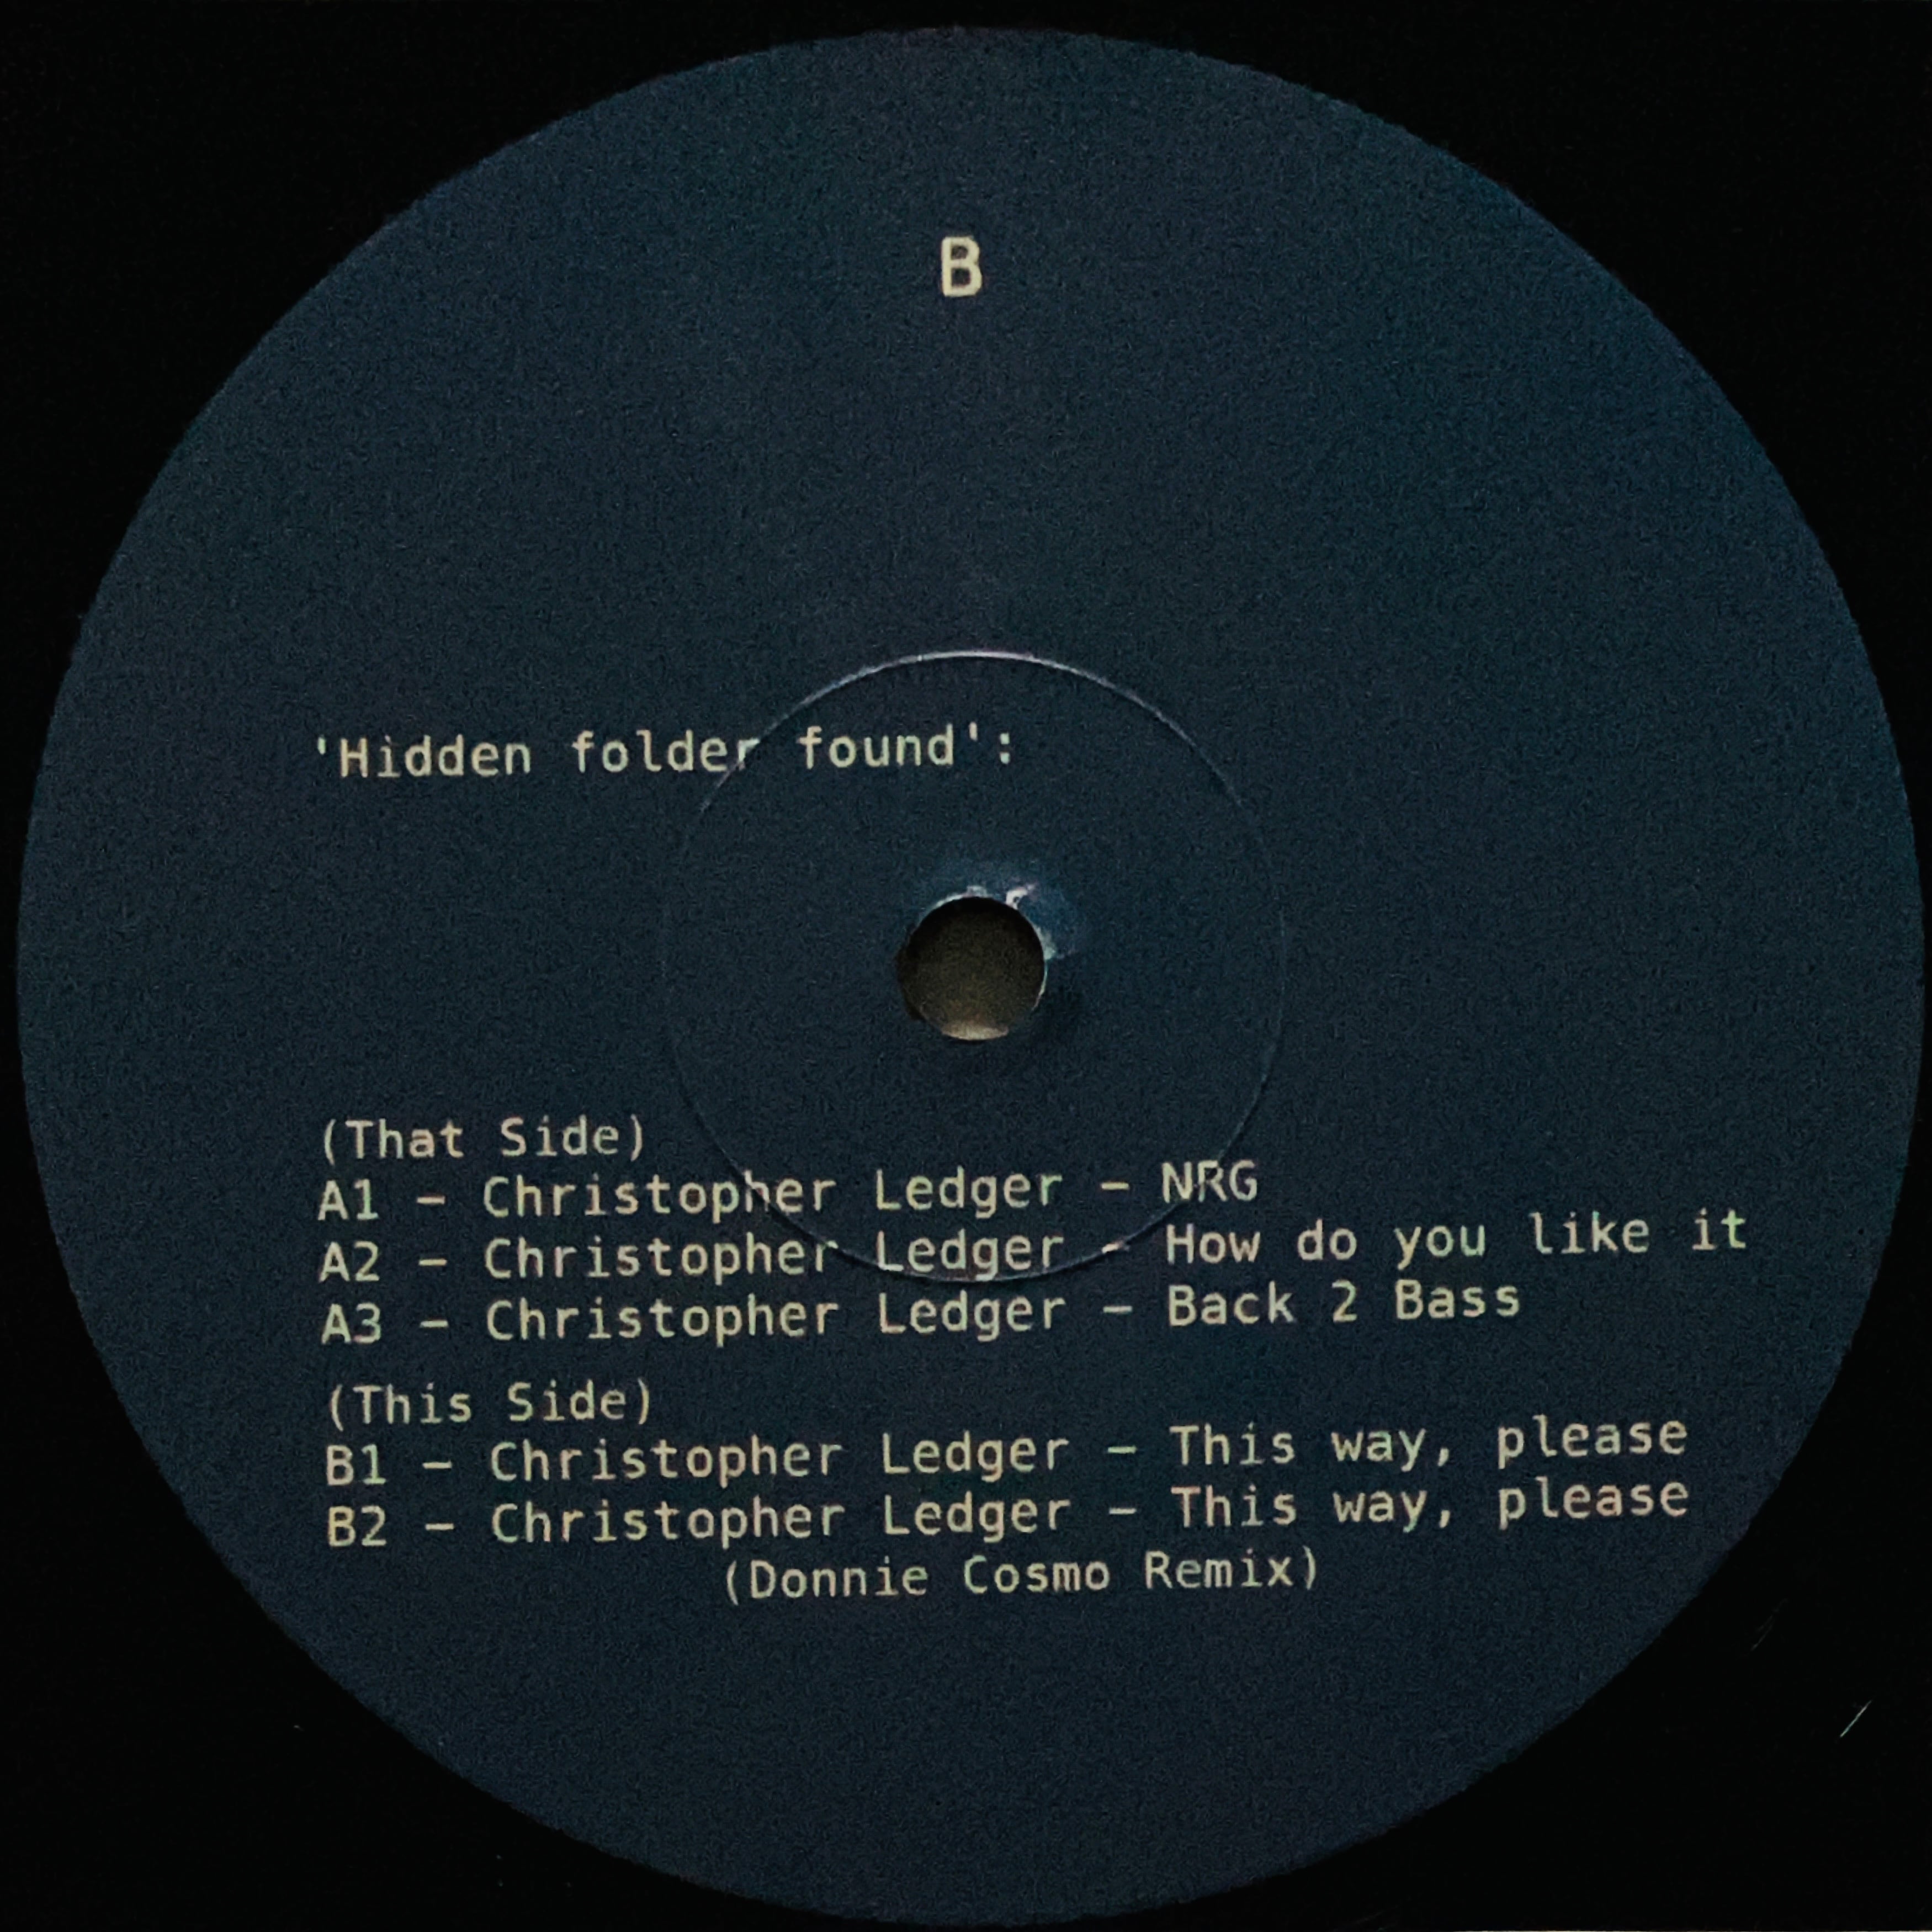 B
'Hidden folder found':
(That Side)
A1 – Christopher Ledger – NRG
A2 – Christopher Ledger – How do you like it
A3 – Christopher Ledger – Back 2 Bass
(This Side)
B1 – Christopher Ledger – This way, please
B2 – Christopher Ledger – This way, please
(Donnie Cosmo Remix)